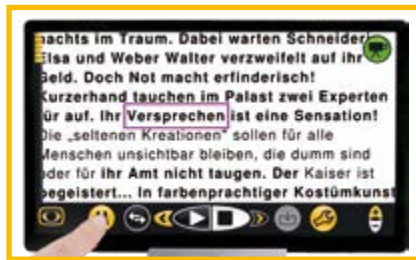 nachts im Traum. Dabei warten Schneider
Elsa und Weber Walter verzweifelt auf ihr
Geld. Doch Not macht erfinderisch!
Kurzerhand tauchen im Palast zwei Experten
für auf. Ihr Versprechen ist eine Sensation!
Die „seltenen Kreationen" sollen für alle
Menschen unsichtbar bleiben, die dumm sind
oder für ihr Amt nicht taugen. Der Kaiser ist
begeistert... In farbenprachtiger Kostümkunst